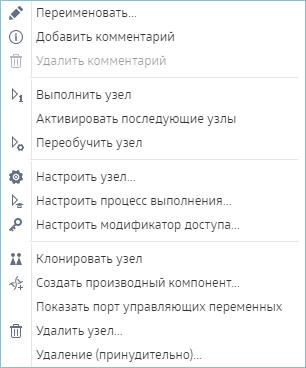 Переименовать...
Добавить комментарий
Удалить комментарий
Выполнить узел
Активировать последующие узлы
Переобучить узел
Настроить узел...
Настроить процесс выполнения...
Настроить модификатор доступа...
Клонировать узел
Создать производный компонент...
Показать порт управляющих переменных
Удалить узел...
Удаление (принудительно)...